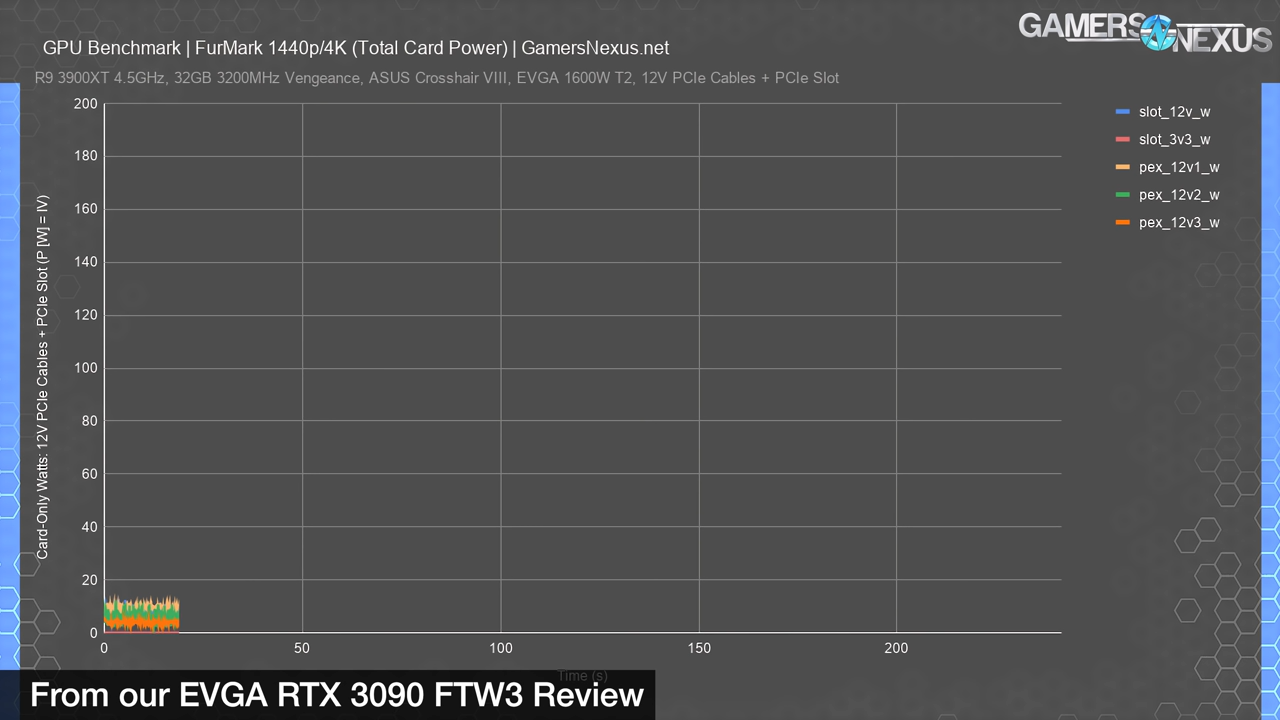 GAMERS NEXUS
GPU Benchmark | FurMark 1440p/4K (Total Card Power) | GamersNexus.net
R9 3900XT 4.5GHz, 32GB 3200MHz Vengeance, ASUS Crosshair VIII, EVGA 1600W T2, 12V PCIe Cables + PCIe Slot
Card-Only Watts: 12V PCIe Cables + PCIe Slot (P [W] = IV)
200
180
160
140
120
100
80
60
40
20
0
0 50 100 150 200
Time (s)
slot_12v_w
slot_3v3_w
pex_12v1_w
pex_12v2_w
pex_12v3_w
From our EVGA RTX 3090 FTW3 Review